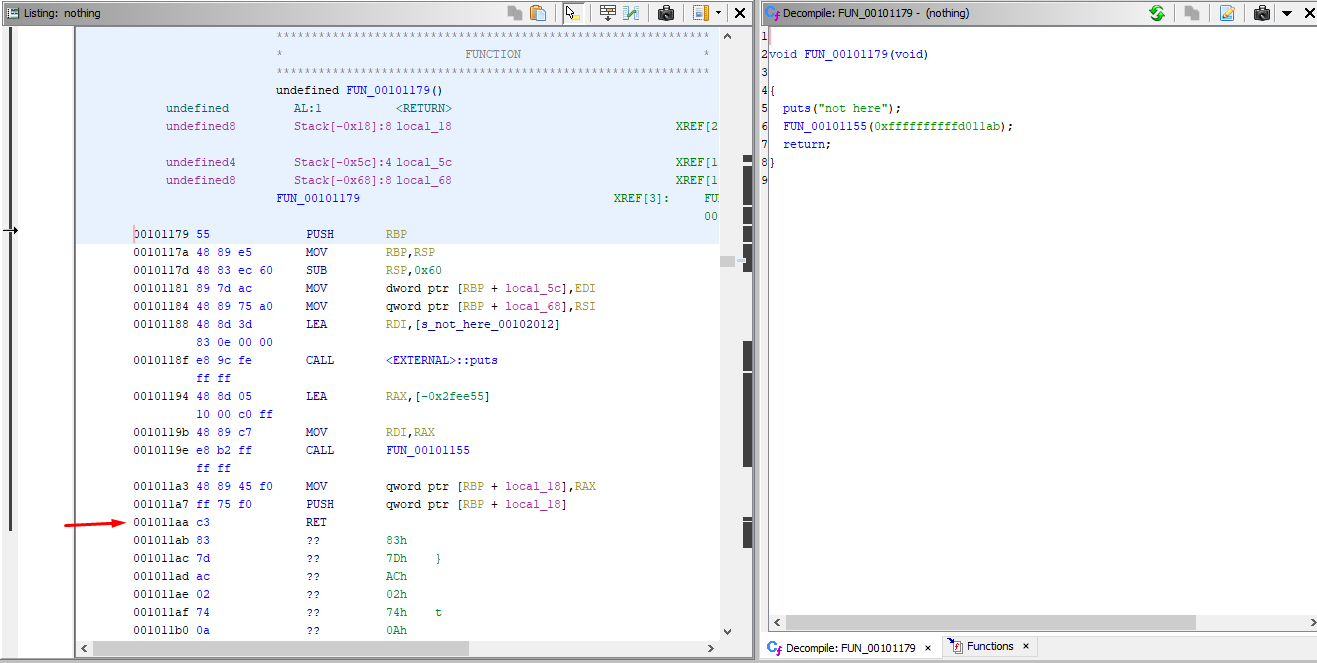 Listing: nothing
Decompile: FUN_00101179 - (nothing)
************************************************************
* FUNCTION *
************************************************************
undefined FUN_00101179()
undefined AL:1 <RETURN>
undefined8 Stack[-0x18]:8 local_18 XREF[2
undefined4 Stack[-0x5c]:4 local_5c XREF[1
undefined8 Stack[-0x68]:8 local_68 XREF[1
FUN_00101179 XREF[3]: FU
00
00101179 55 PUSH RBP
0010117a 48 89 e5 MOV RBP,RSP
0010117d 48 83 ec 60 SUB RSP,0x60
00101181 89 7d ac MOV dword ptr [RBP + local_5c],EDI
00101184 48 89 75 a0 MOV qword ptr [RBP + local_68],RSI
00101188 48 8d 3d LEA RDI,[s_not_here_00102012]
83 0e 00 00
0010118f e8 9c fe CALL <EXTERNAL>::puts
ff ff
00101194 48 8d 05 LEA RAX,[-0x2fee55]
10 00 c0 ff
0010119b 48 89 c7 MOV RDI,RAX
0010119e e8 b2 ff CALL FUN_00101155
ff ff
001011a3 48 89 45 f0 MOV qword ptr [RBP + local_18],RAX
001011a7 ff 75 f0 PUSH qword ptr [RBP + local_18]
001011aa c3 RET
001011ab 83 ?? 83h
001011ac 7d ?? 7Dh }
001011ad ac ?? ACh
001011ae 02 ?? 02h
001011af 74 ?? 74h t
001011b0 0a ?? 0Ah
1
2 void FUN_00101179(void)
3
4 {
5 puts("not here");
6 FUN_00101155(0xffffffffffd011ab);
7 return;
8 }
9
Decompile: FUN_00101179 ×
Functions ×